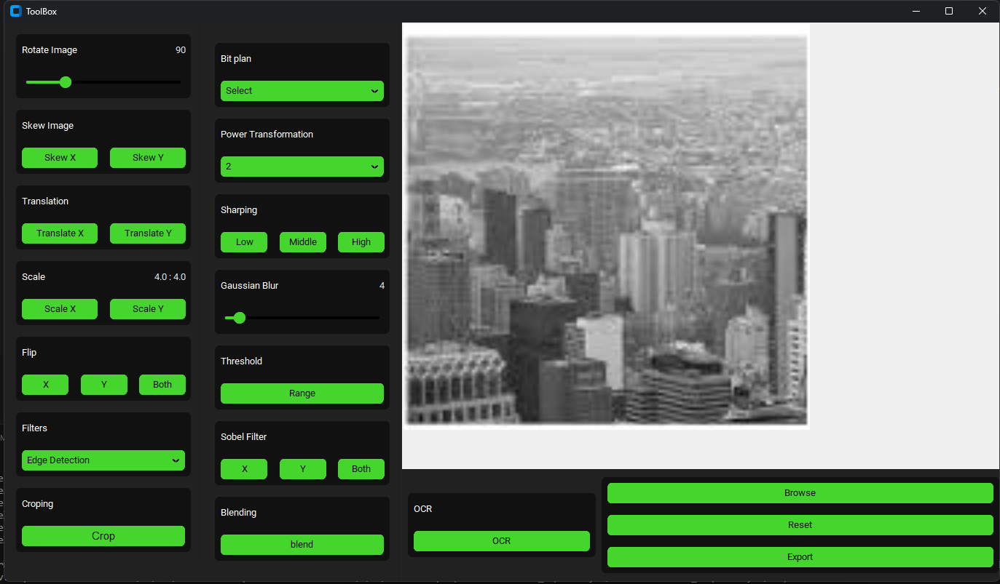 ToolBox
Rotate Image 90
Skew Image
Skew X Skew Y
Translation
Translate X Translate Y
Scale 4.0 : 4.0
Scale X Scale Y
Flip
X Y Both
Filters
Edge Detection
Croping
Crop
Bit plan
Select
Power Transformation
2
Sharping
Low Middle High
Gaussian Blur 4
Threshold
Range
Sobel Filter
X Y Both
Blending
blend
OCR
OCR
Browse
Reset
Export